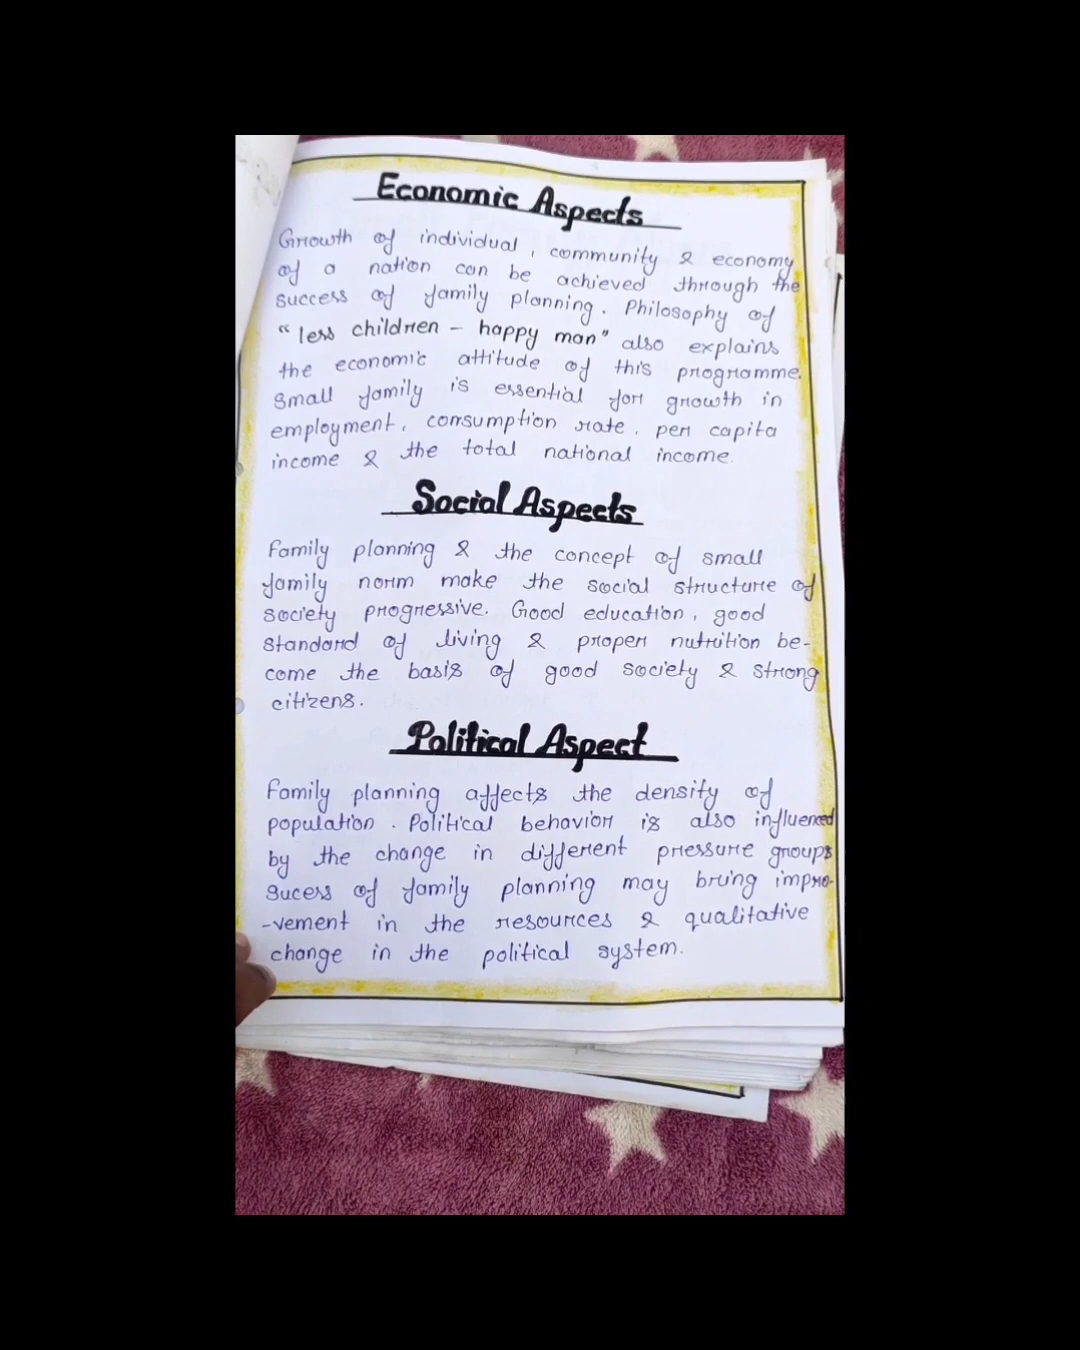 Economic Aspects
Growth of individual, community & economy
of a nation can be achieved through the
success of family planning. Philosophy of
"less children - happy man" also explains
the economic attitude of this programme.
Small family is essential for growth in
employment, consumption rate, per capita
income & the total national income.
Social Aspects
Family planning & the concept of small
family norm make the social structure of
society progressive. Good education, good
standard of living & proper nutrition be-
come the basis of good society & strong
citizens.
Political Aspect
Family planning affects the density of
population. Political behavior is also influenced
by the change in different pressure groups
Sucess of family planning may bring impro-
-vement in the resources & qualitative
change in the political system.